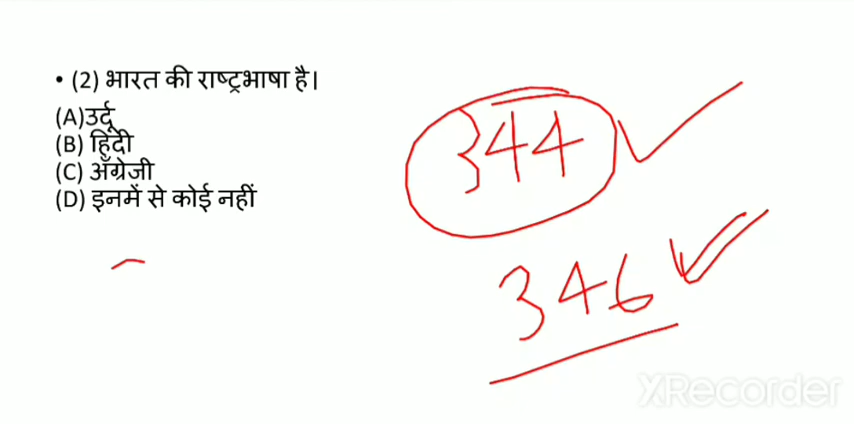 • (2) भारत की राष्ट्रभाषा है।
(A)उर्दू
(B) हिंदी
(C) अँग्रेजी
(D) इनमें से कोई नहीं
344
346
XRecorder